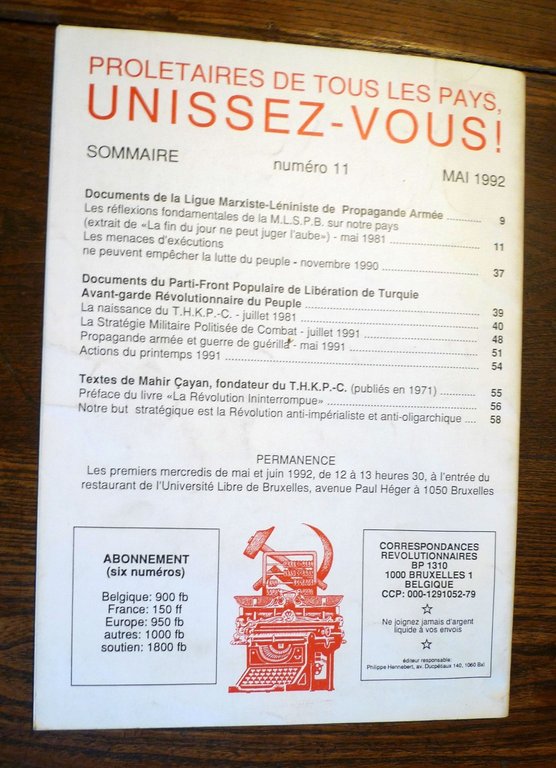 PROLETAIRES DE TOUS LES PAYS,
UNISSEZ-VOUS!
SOMMAIRE numéro 11 MAI 1992
Documents de la Ligue Marxiste-Léniniste de Propagande Armée .......... 9
Les réflexions fondamentales de la M.L.S.P.B. sur notre pays
(extrait de «La fin du jour ne peut juger l'aube») - mai 1981 .......... 11
Les menaces d'exécutions
ne peuvent empêcher la lutte du peuple - novembre 1990 .......... 37
Documents du Parti-Front Populaire de Libération de Turquie
Avant-garde Révolutionnaire du Peuple .......... 39
La naissance du T.H.K.P.-C. - juillet 1981 .......... 40
La Stratégie Militaire Politisée de Combat - juillet 1991 .......... 48
Propagande armée et guerre de guérilla - mai 1991 .......... 51
Actions du printemps 1991 .......... 54
Textes de Mahir Çayan, fondateur du T.H.K.P.-C. (publiés en 1971) .......... 55
Préface du livre «La Révolution Ininterrompue» .......... 56
Notre but stratégique est la Révolution anti-impérialiste et anti-oligarchique .... 58
PERMANENCE
Les premiers mercredis de mai et juin 1992, de 12 à 13 heures 30, à l'entrée du
restaurant de l'Université Libre de Bruxelles, avenue Paul Héger à 1050 Bruxelles
ABONNEMENT
(six numéros)
Belgique: 900 fb
France: 150 ff
Europe: 950 fb
autres: 1000 fb
soutien: 1800 fb
CORRESPONDANCES
REVOLUTIONNAIRES
BP 1310
1000 BRUXELLES 1
BELGIQUE
CCP: 000-1291052-79
Ne joignez jamais d'argent
liquide à vos envois
éditeur responsable:
Philippe Hennebert, av. Ducpétiaux 140, 1060 Bxl